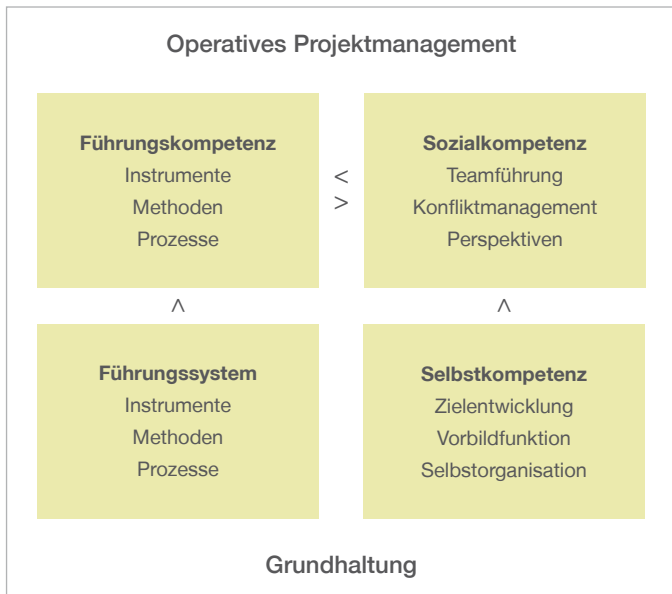 Operatives Projektmanagement
Führungskompetenz
Instrumente
Methoden
Prozesse
<
>
Sozialkompetenz
Teamführung
Konfliktmanagement
Perspektiven
^
^
Führungssystem
Instrumente
Methoden
Prozesse
Selbstkompetenz
Zielentwicklung
Vorbildfunktion
Selbstorganisation
Grundhaltung